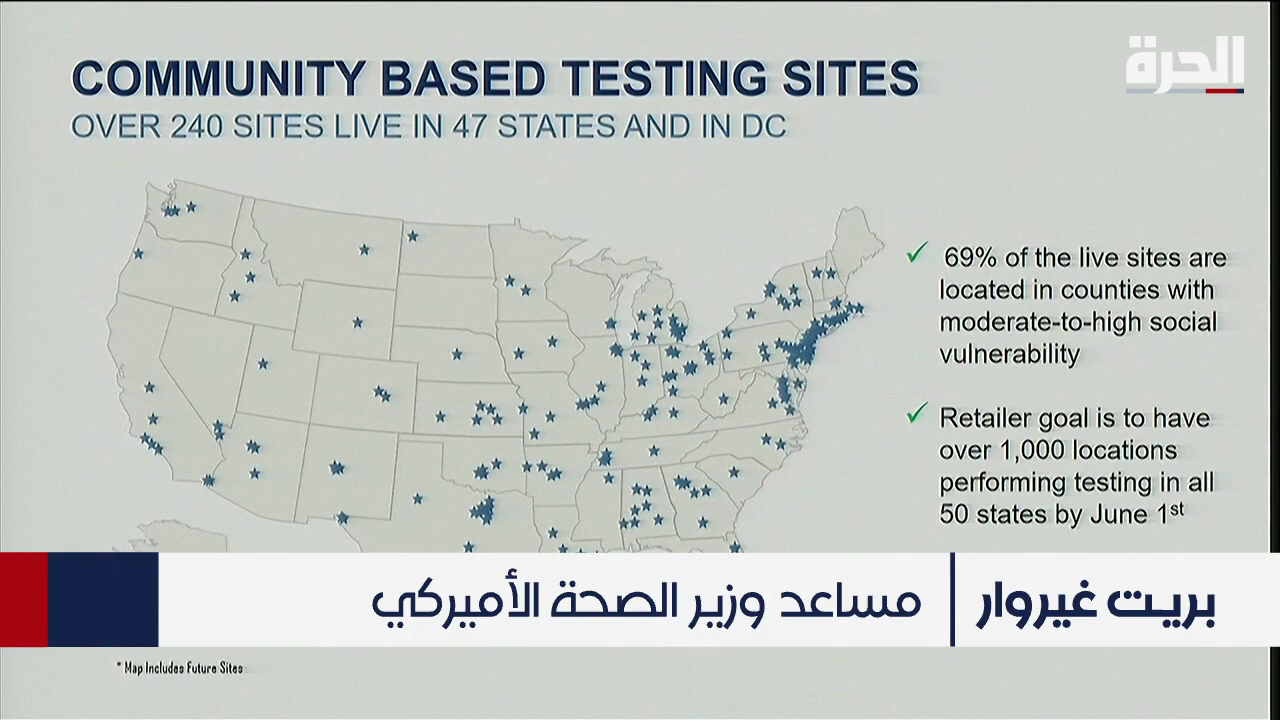 الحرة
COMMUNITY BASED TESTING SITES
OVER 240 SITES LIVE IN 47 STATES AND IN DC
✓ 69% of the live sites are
located in counties with
moderate-to-high social
vulnerability
✓ Retailer goal is to have
over 1,000 locations
performing testing in all
50 states by June 1st
بريت غيروار
مساعد وزير الصحة الأميركي
* Map Includes Future Sites